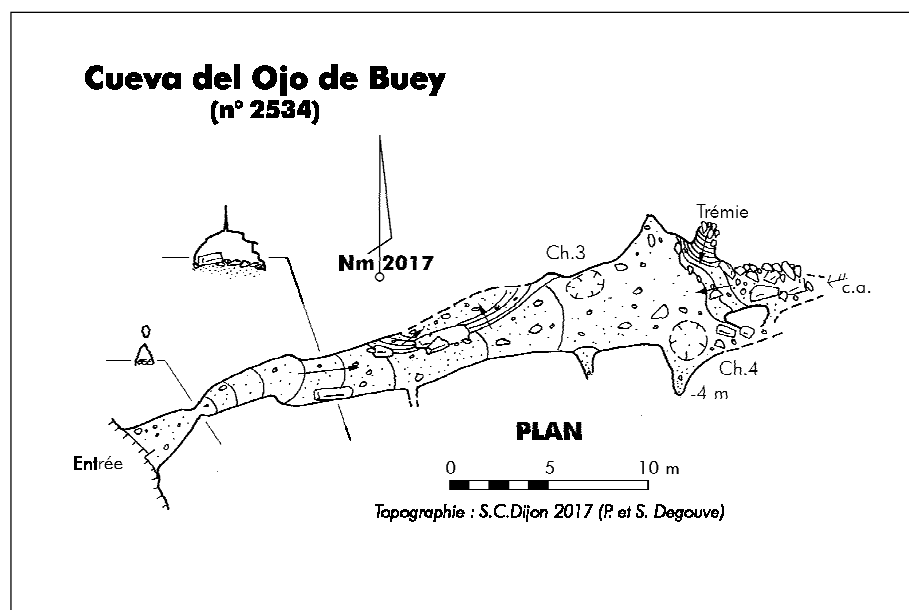 Cueva del Ojo de Buey
(n° 2534)
Trémie
Ch.3
Nm 2017
c.a.
Ch.4
-4 m
PLAN
Entrée
0 5 10 m
Topographie : S.C.Dijon 2017 (P. et S. Degouve)